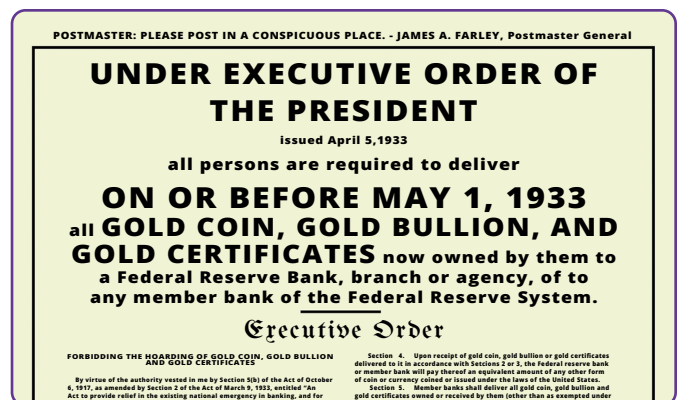 POSTMASTER: PLEASE POST IN A CONSPICUOUS PLACE. - JAMES A. FARLEY, Postmaster General
UNDER EXECUTIVE ORDER OF
THE PRESIDENT
issued April 5,1933
all persons are required to deliver
ON OR BEFORE MAY 1, 1933
all GOLD COIN, GOLD BULLION, AND
GOLD CERTIFICATES now owned by them to
a Federal Reserve Bank, branch or agency, of to
any member bank of the Federal Reserve System.
Executive Order
FORBIDDING THE HOARDING OF GOLD COIN, GOLD BULLION
AND GOLD CERTIFICATES
By virtue of the authority vested in me by Section 5(b) of the Act of October
6, 1917, as amended by Section 2 of the Act of March 9, 1933, entitled "An
Act to provide relief in the existing national emergency in banking, and for
Section 4. Upon receipt of gold coin, gold bullion or gold certificates
delivered to it in accordance with Setcions 2 or 3, the Federal reserve bank
or member bank will pay thereof an equivalent amount of any other form
of coin or currency coined or issued under the laws of the United States.
Section 5. Member banks shall deliver all gold coin, gold bullion and
gold certificates owned or received by them (other than as exempted under